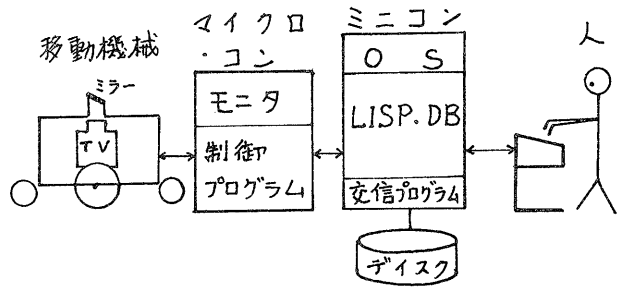 移動機械
ミラー
TV
マイクロ
・コン
モニタ
制御
プログラム
ミニコン
OS
LISP.DB
交信プログラム
ディスク
人